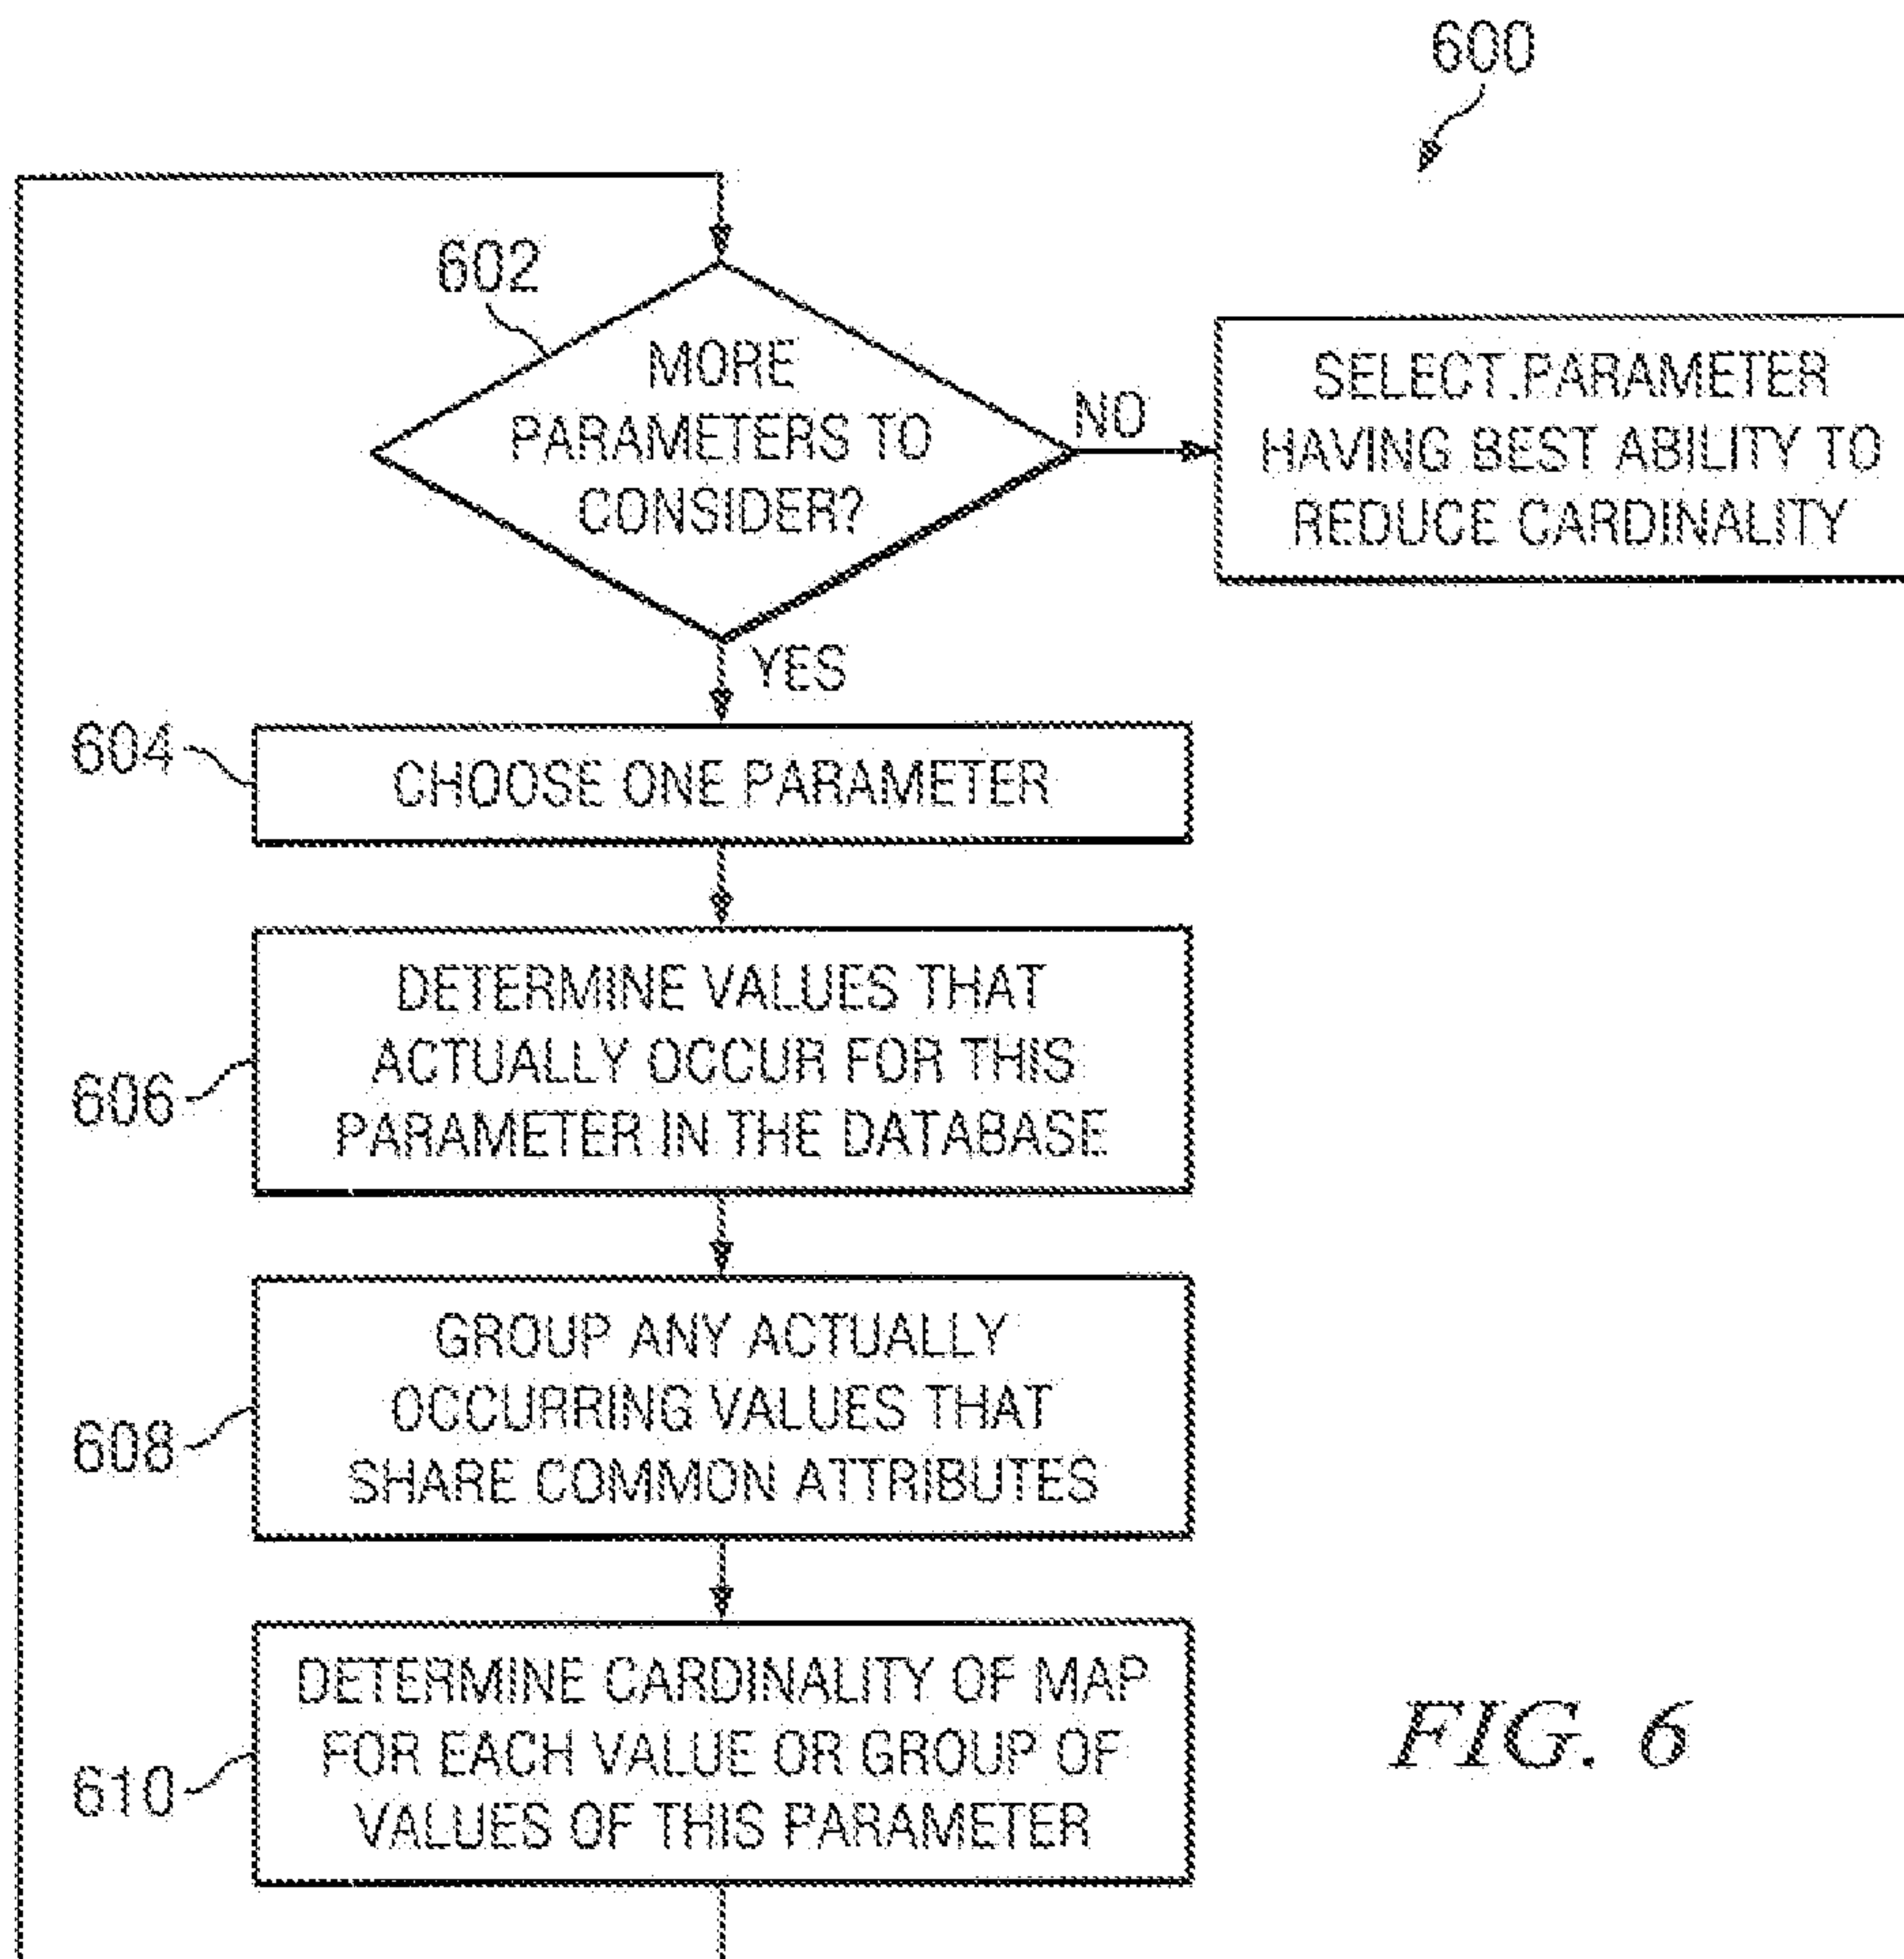 600
602
MORE
PARAMETERS TO
CONSIDER?
NO
SELECT PARAMETER
HAVING BEST ABILITY TO
REDUCE CARDINALITY
YES
604
CHOOSE ONE PARAMETER
606
DETERMINE VALUES THAT
ACTUALLY OCCUR FOR THIS
PARAMETER IN THE DATABASE
608
GROUP ANY ACTUALLY
OCCURRING VALUES THAT
SHARE COMMON ATTRIBUTES
610
DETERMINE CARDINALITY OF MAP
FOR EACH VALUE OR GROUP OF
VALUES OF THIS PARAMETER
FIG. 6